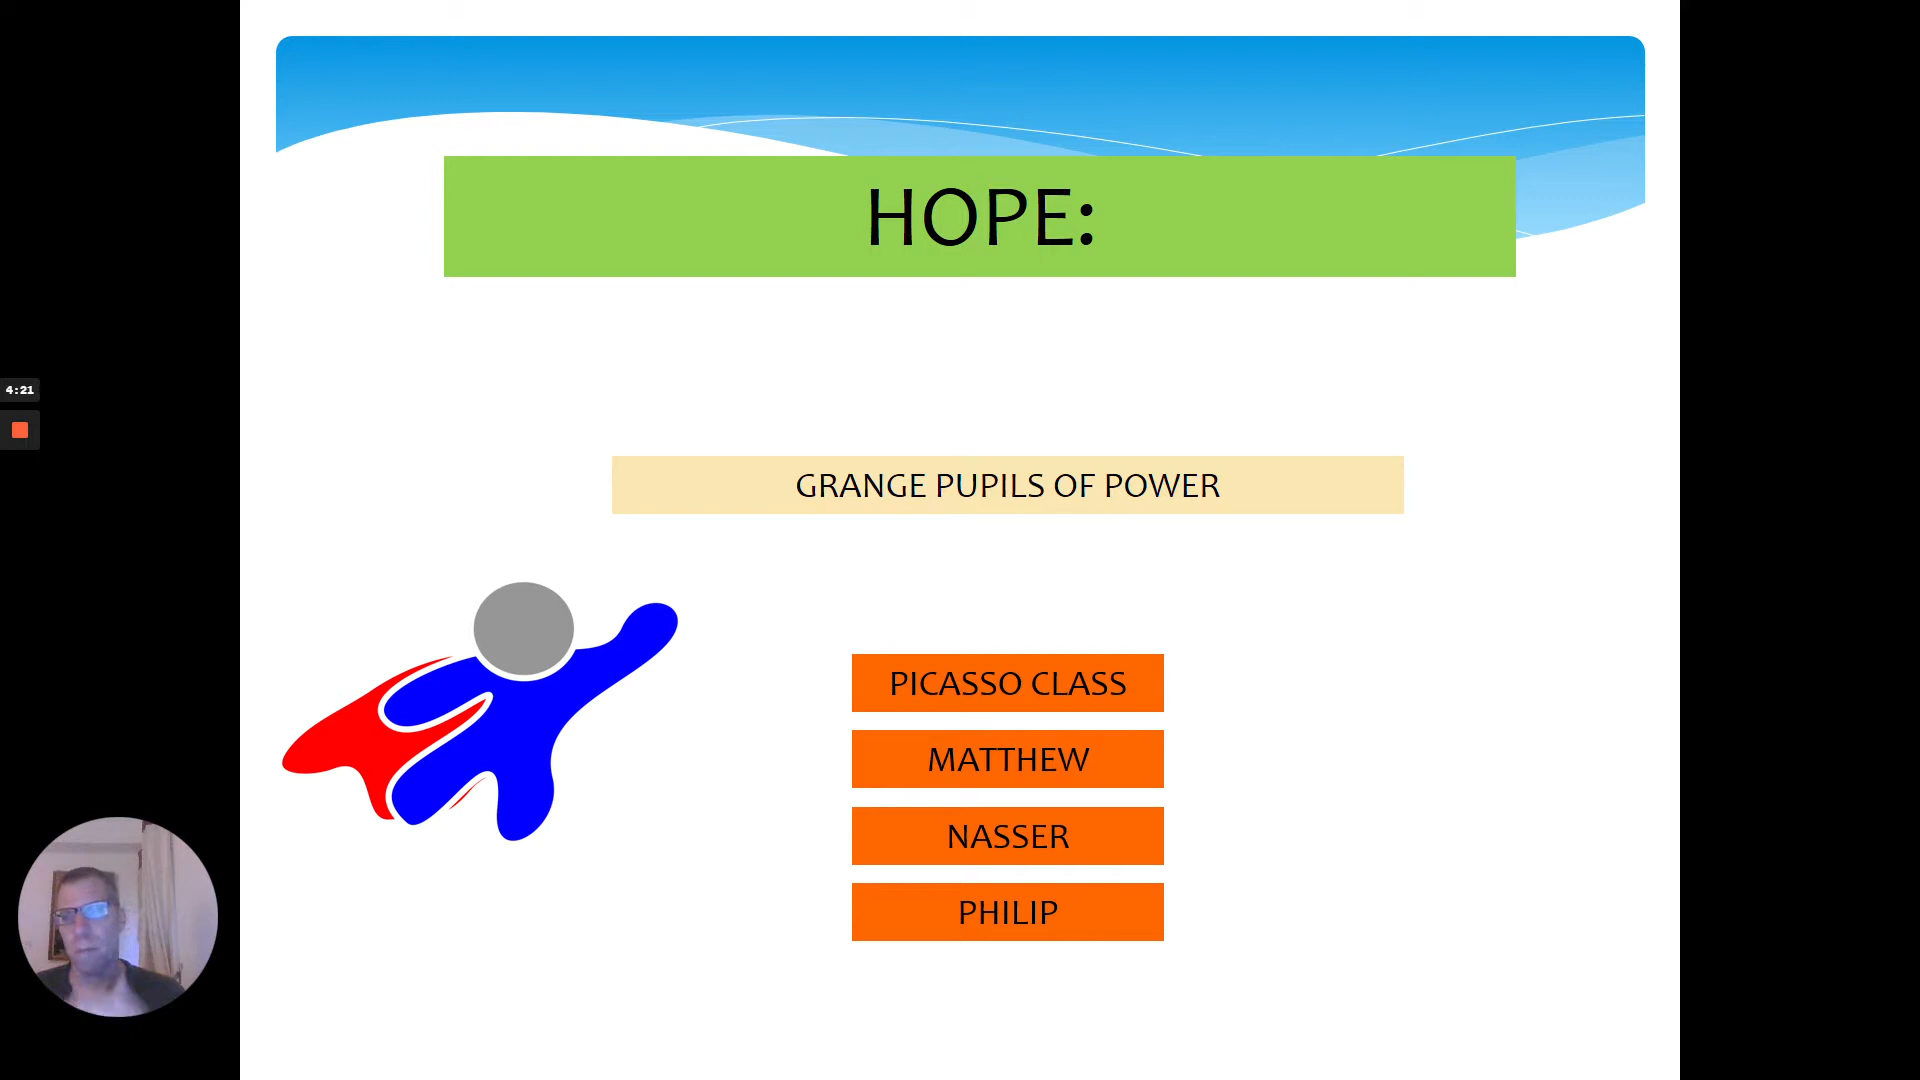 HOPE:
4:21
GRANGE PUPILS OF POWER
PICASSO CLASS
MATTHEW
NASSER
PHILIP